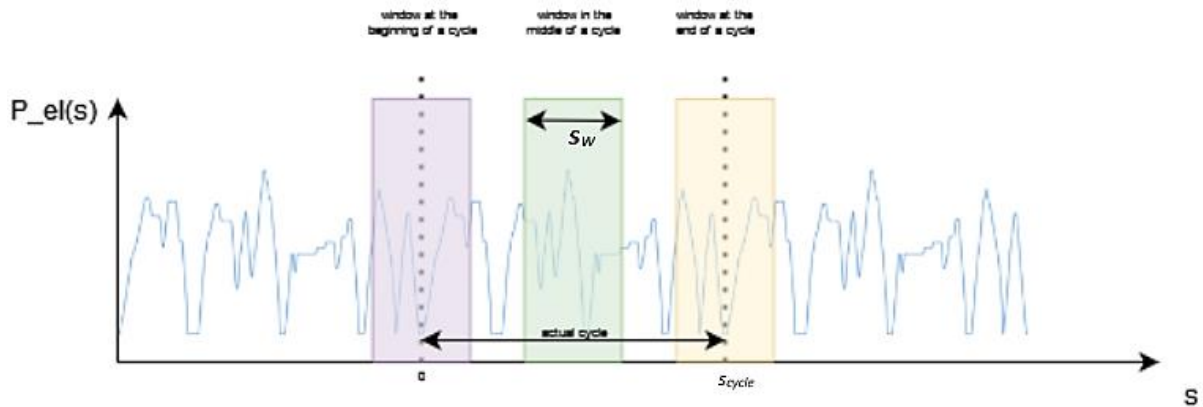 window at the
beginning of a cycle
window in the
middle of a cycle
window at the
end of a cycle
P_el(s)
S_W
actual cycle
0
S_cycle
S